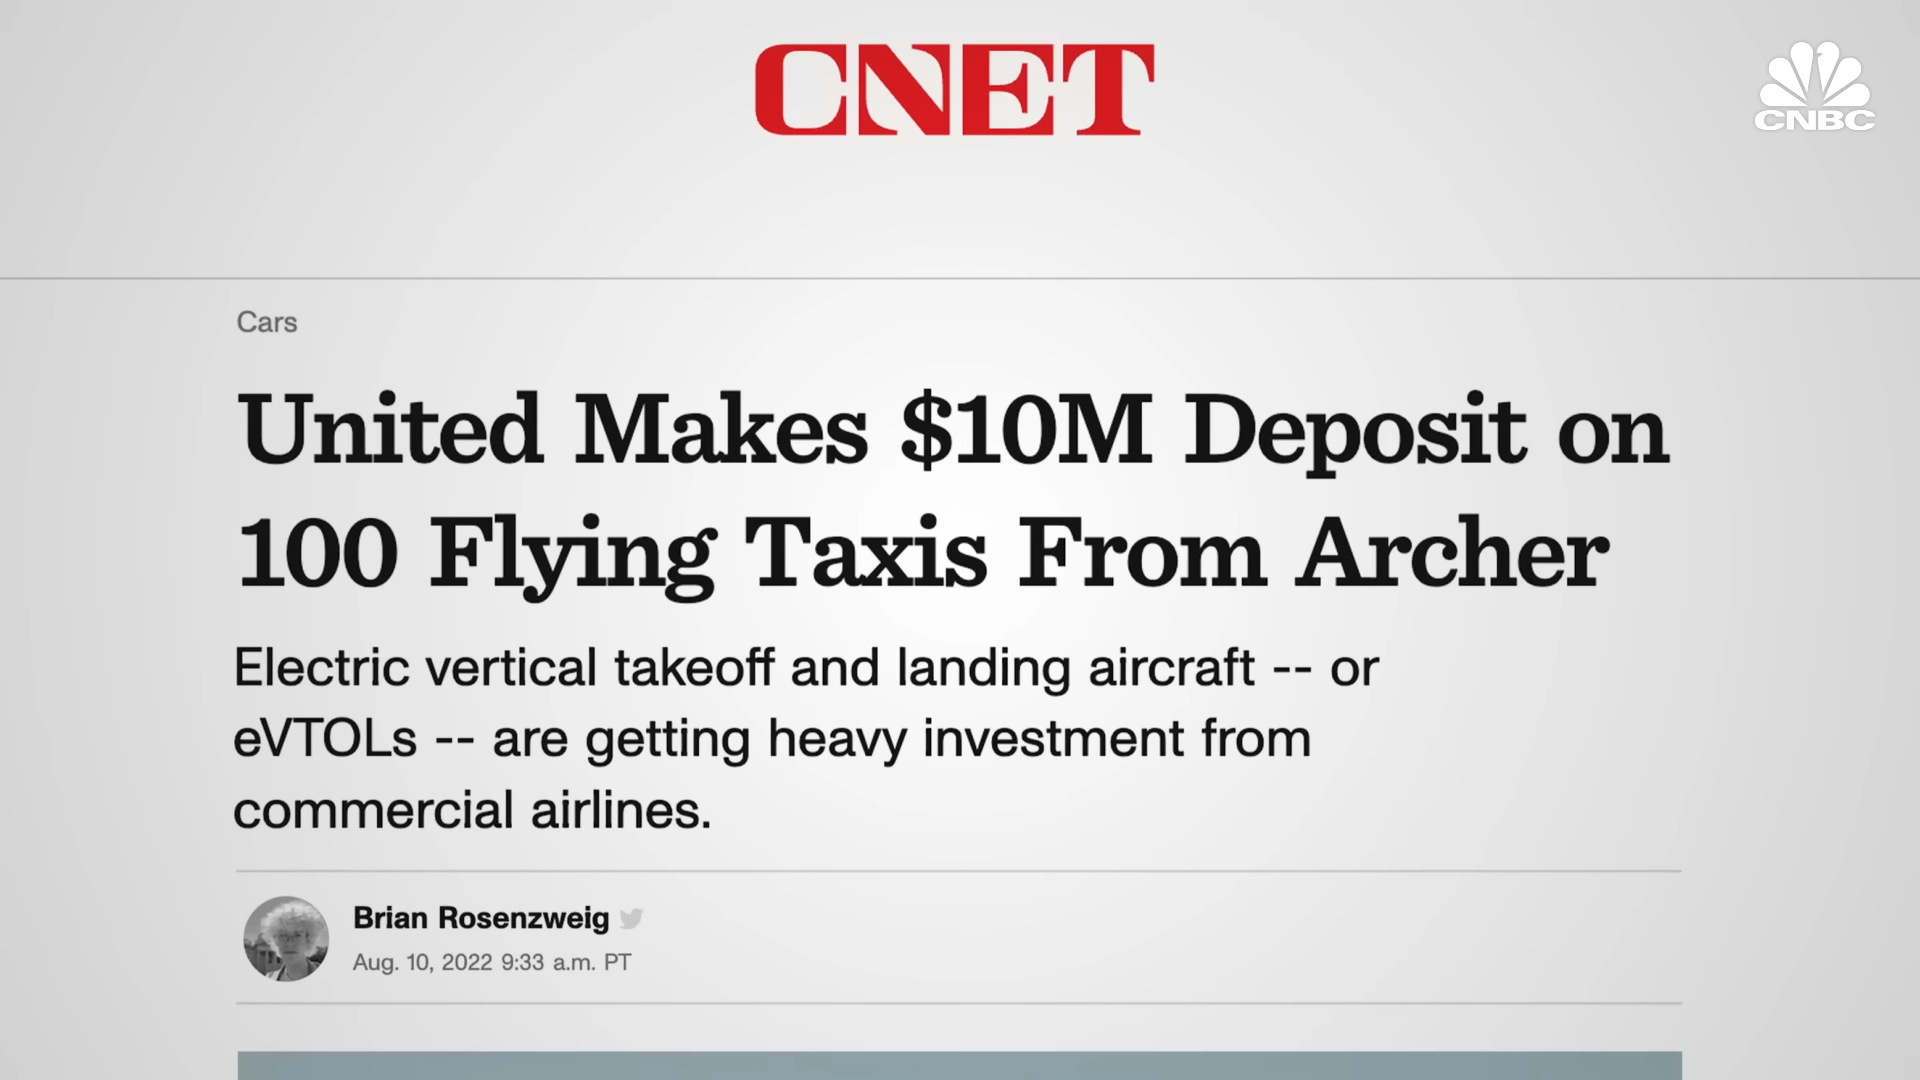 CNET
CNBC
Cars
United Makes $10M Deposit on
100 Flying Taxis From Archer
Electric vertical takeoff and landing aircraft -- or
eVTOLs -- are getting heavy investment from
commercial airlines.
Brian Rosenzweig
Aug. 10, 2022 9:33 a.m. PT